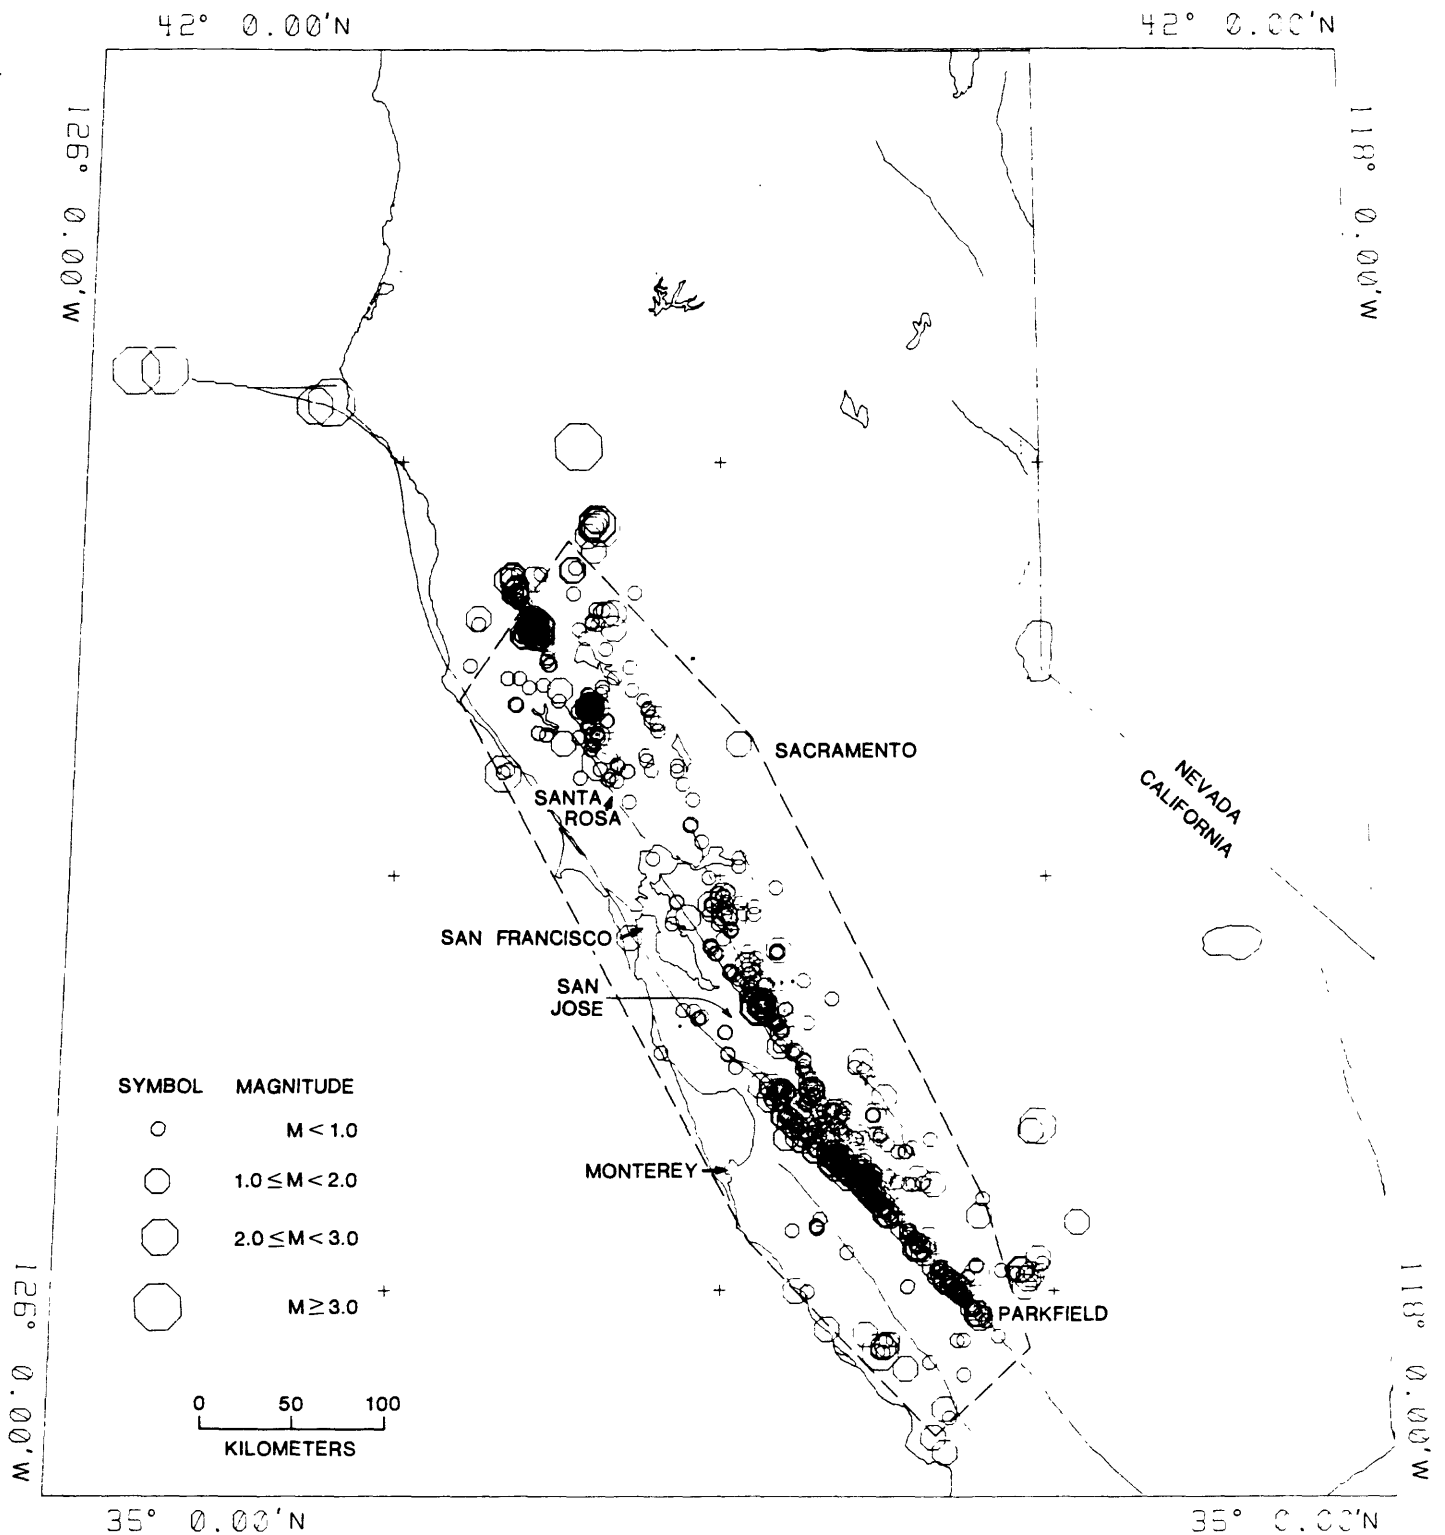 42° 0.00'N
42° 0.00'N
126° 0.00'W
118° 0.00'W
SACRAMENTO
NEVADA
CALIFORNIA
SANTA
ROSA
SAN FRANCISCO
SAN
JOSE
MONTEREY
SYMBOL MAGNITUDE
M < 1.0
1.0 ≤ M < 2.0
2.0 ≤ M < 3.0
M ≥ 3.0
PARKFIELD
0 50 100
KILOMETERS
126° 0.00'W
118° 0.00'W
35° 0.00'N
35° 0.00'N